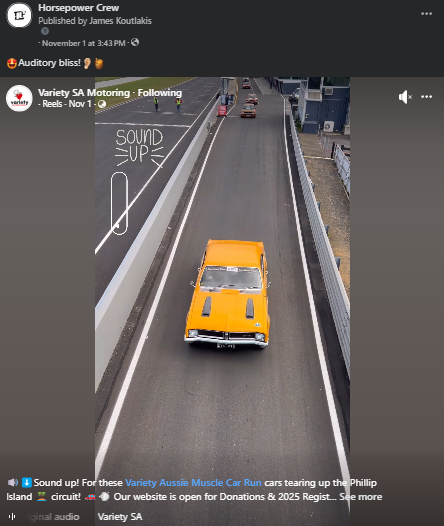 Horsepower Crew
Published by James Koutlakis
· November 1 at 3:43 PM ·
🤩Auditory bliss! 👂🥳
Variety SA Motoring · Following
· Reels · Nov 1 ·
SOUND
UP
🔊⬇️Sound up! For these Variety Aussie Muscle Car Run cars tearing up the Phillip
Island 🏝️ circuit! 🚗💨 Our website is open for Donations & 2025 Regist... See more
original audio Variety SA